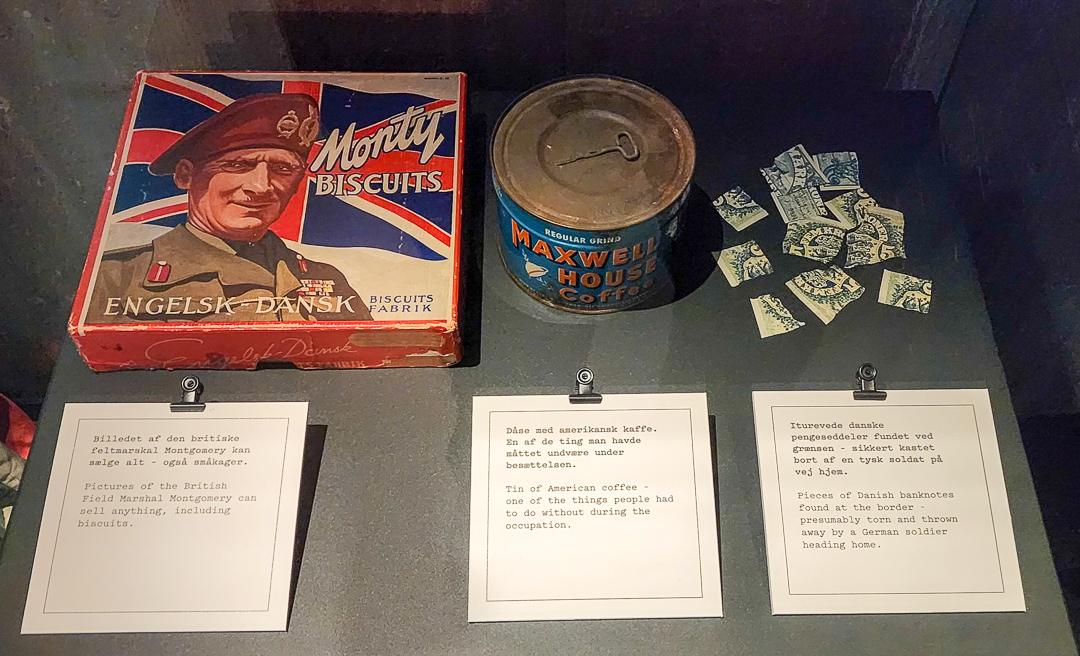 Monty
BISCUITS
ENGELSK-DANSK
BISCUITS
FABRIK
Engelsk-Dansk
REGULAR GRIND
MAXWELL
HOUSE
Coffee
Billedet af den britiske
feltmarskal Montgomery kan
sælge alt - også småkager.
Pictures of the British
Field Marshal Montgomery can
sell anything, including
biscuits.
Dåse med amerikansk kaffe.
En af de ting man havde
måttet undvære under
besættelsen.
Tin of American coffee -
one of the things people had
to do without during the
occupation.
Iturevede danske
pengesedler fundet ved
grænsen - sikkert kastet
bort af en tysk soldat på
vej hjem.
Pieces of Danish banknotes
found at the border -
presumably torn and thrown
away by a German soldier
heading home.